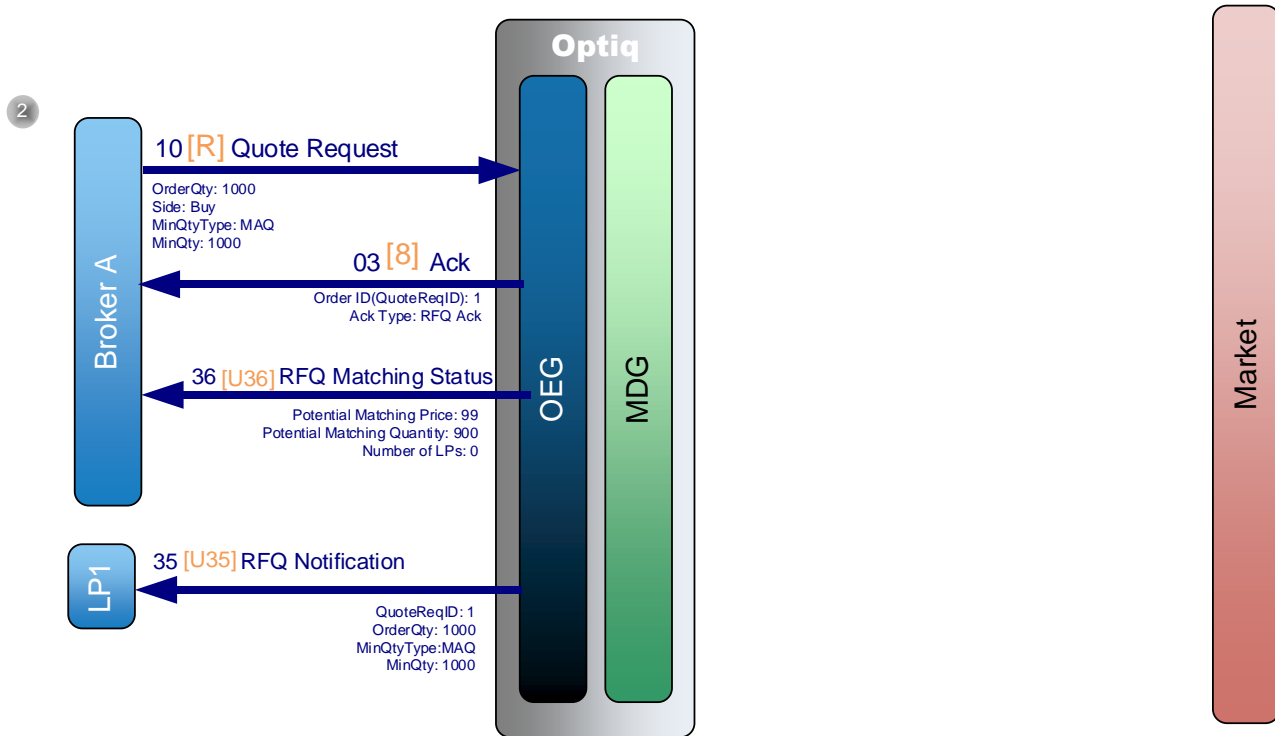 Optiq
2
10 [R] Quote Request
OrderQty: 1000
Side: Buy
MinQtyType: MAQ
MinQty: 1000
03 [8] Ack
Order ID(QuoteReqID): 1
Ack Type: RFQ Ack
Broker A
36 [U36] RFQ Matching Status
Potential Matching Price: 99
Potential Matching Quantity: 900
Number of LPs: 0
OEG
MDG
Market
LP1
35 [U35] RFQ Notification
QuoteReqID: 1
OrderQty: 1000
MinQtyType:MAQ
MinQty: 1000